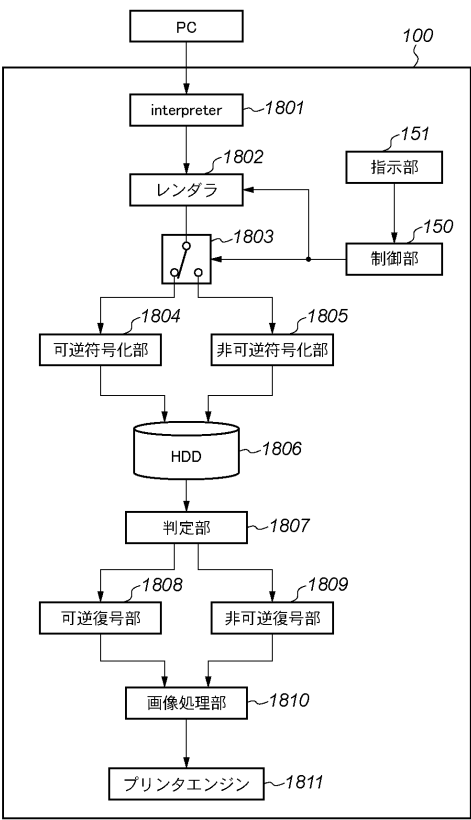 PC
100
interpreter
1801
1802
レンダラ
151
指示部
1803
150
制御部
1804
可逆符号化部
1805
非可逆符号化部
HDD
1806
判定部
1807
1808
可逆復号部
1809
非可逆復号部
画像処理部
1810
プリンタエンジン
1811